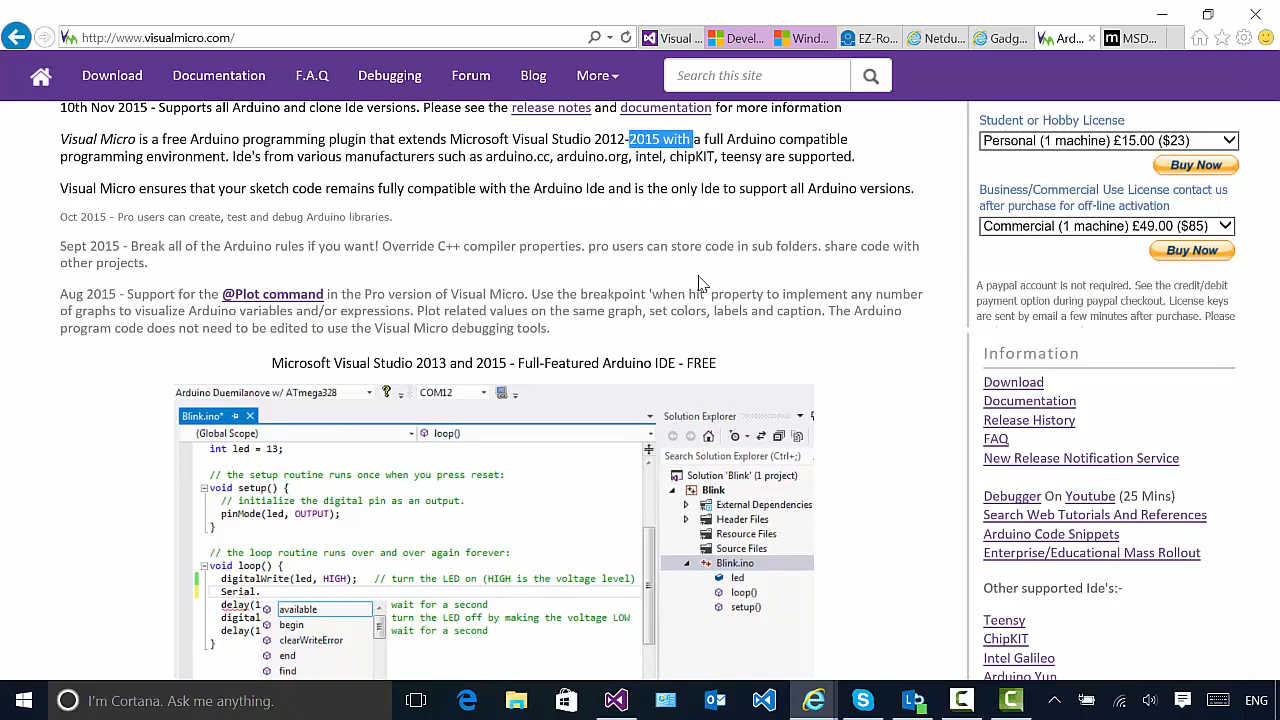 http://www.visualmicro.com/
Visual ...
Devel...
Wind...
EZ-Ro...
Netdu...
Gadg...
Ard...
MSD...
Download
Documentation
F.A.Q
Debugging
Forum
Blog
More
Search this site
10th Nov 2015 - Supports all Arduino and clone Ide versions. Please see the release notes and documentation for more information
Visual Micro is a free Arduino programming plugin that extends Microsoft Visual Studio 2012-2015 with a full Arduino compatible
programming environment. Ide's from various manufacturers such as arduino.cc, arduino.org, intel, chipKIT, teensy are supported.
Visual Micro ensures that your sketch code remains fully compatible with the Arduino Ide and is the only Ide to support all Arduino versions.
Oct 2015 - Pro users can create, test and debug Arduino libraries.
Sept 2015 - Break all of the Arduino rules if you want! Override C++ compiler properties. pro users can store code in sub folders. share code with
other projects.
Aug 2015 - Support for the @Plot command in the Pro version of Visual Micro. Use the breakpoint 'when hit' property to implement any number
of graphs to visualize Arduino variables and/or expressions. Plot related values on the same graph, set colors, labels and caption. The Arduino
program code does not need to be edited to use the Visual Micro debugging tools.
Microsoft Visual Studio 2013 and 2015 - Full-Featured Arduino IDE - FREE
Arduino Duemilanove w/ ATmega328
COM12
Blink.ino*
(Global Scope)
loop()
int led = 13;
// the setup routine runs once when you press reset:
void setup() {
// initialize the digital pin as an output.
pinMode(led, OUTPUT);
}
// the loop routine runs over and over again forever:
void loop() {
digitalWrite(led, HIGH);   // turn the LED on (HIGH is the voltage level)
Serial.
delay(1 wait for a second
digital turn the LED off by making the voltage LOW
delay(1 wait for a second
}
available
begin
clearWriteError
end
find
Solution Explorer
Search Solution Explorer (Ctrl+;)
Solution 'Blink' (1 project)
Blink
External Dependencies
Header Files
Resource Files
Source Files
Blink.ino
led
loop()
setup()
Student or Hobby License
Personal (1 machine) £15.00 ($23)
Buy Now
Business/Commercial Use License contact us
after purchase for off-line activation
Commercial (1 machine) £49.00 ($85)
Buy Now
A paypal account is not required. See the credit/debit
payment option during paypal checkout. License keys
are sent by email a few minutes after purchase. Please
Information
Download
Documentation
Release History
FAQ
New Release Notification Service
Debugger On Youtube (25 Mins)
Search Web Tutorials And References
Arduino Code Snippets
Enterprise/Educational Mass Rollout
Other supported Ide's:-
Teensy
ChipKIT
Intel Galileo
Arduino Yun
I'm Cortana. Ask me anything.
ENG